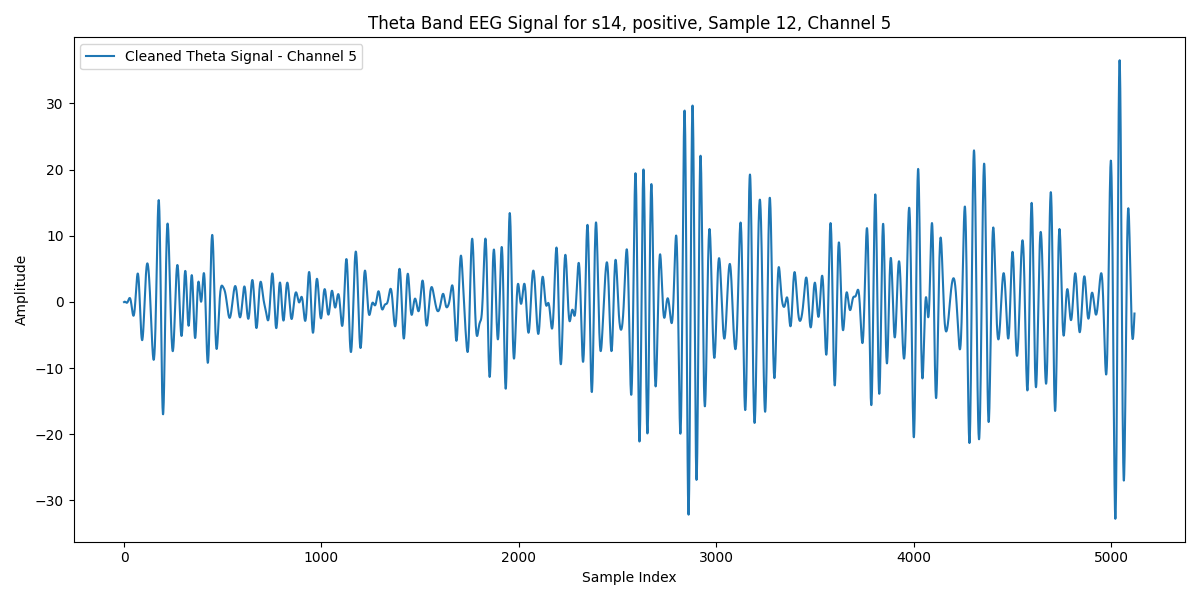 Theta Band EEG Signal for s14, positive, Sample 12, Channel 5
Cleaned Theta Signal - Channel 5
Amplitude
30
20
10
0
−10
−20
−30
0 1000 2000 3000 4000 5000
Sample Index